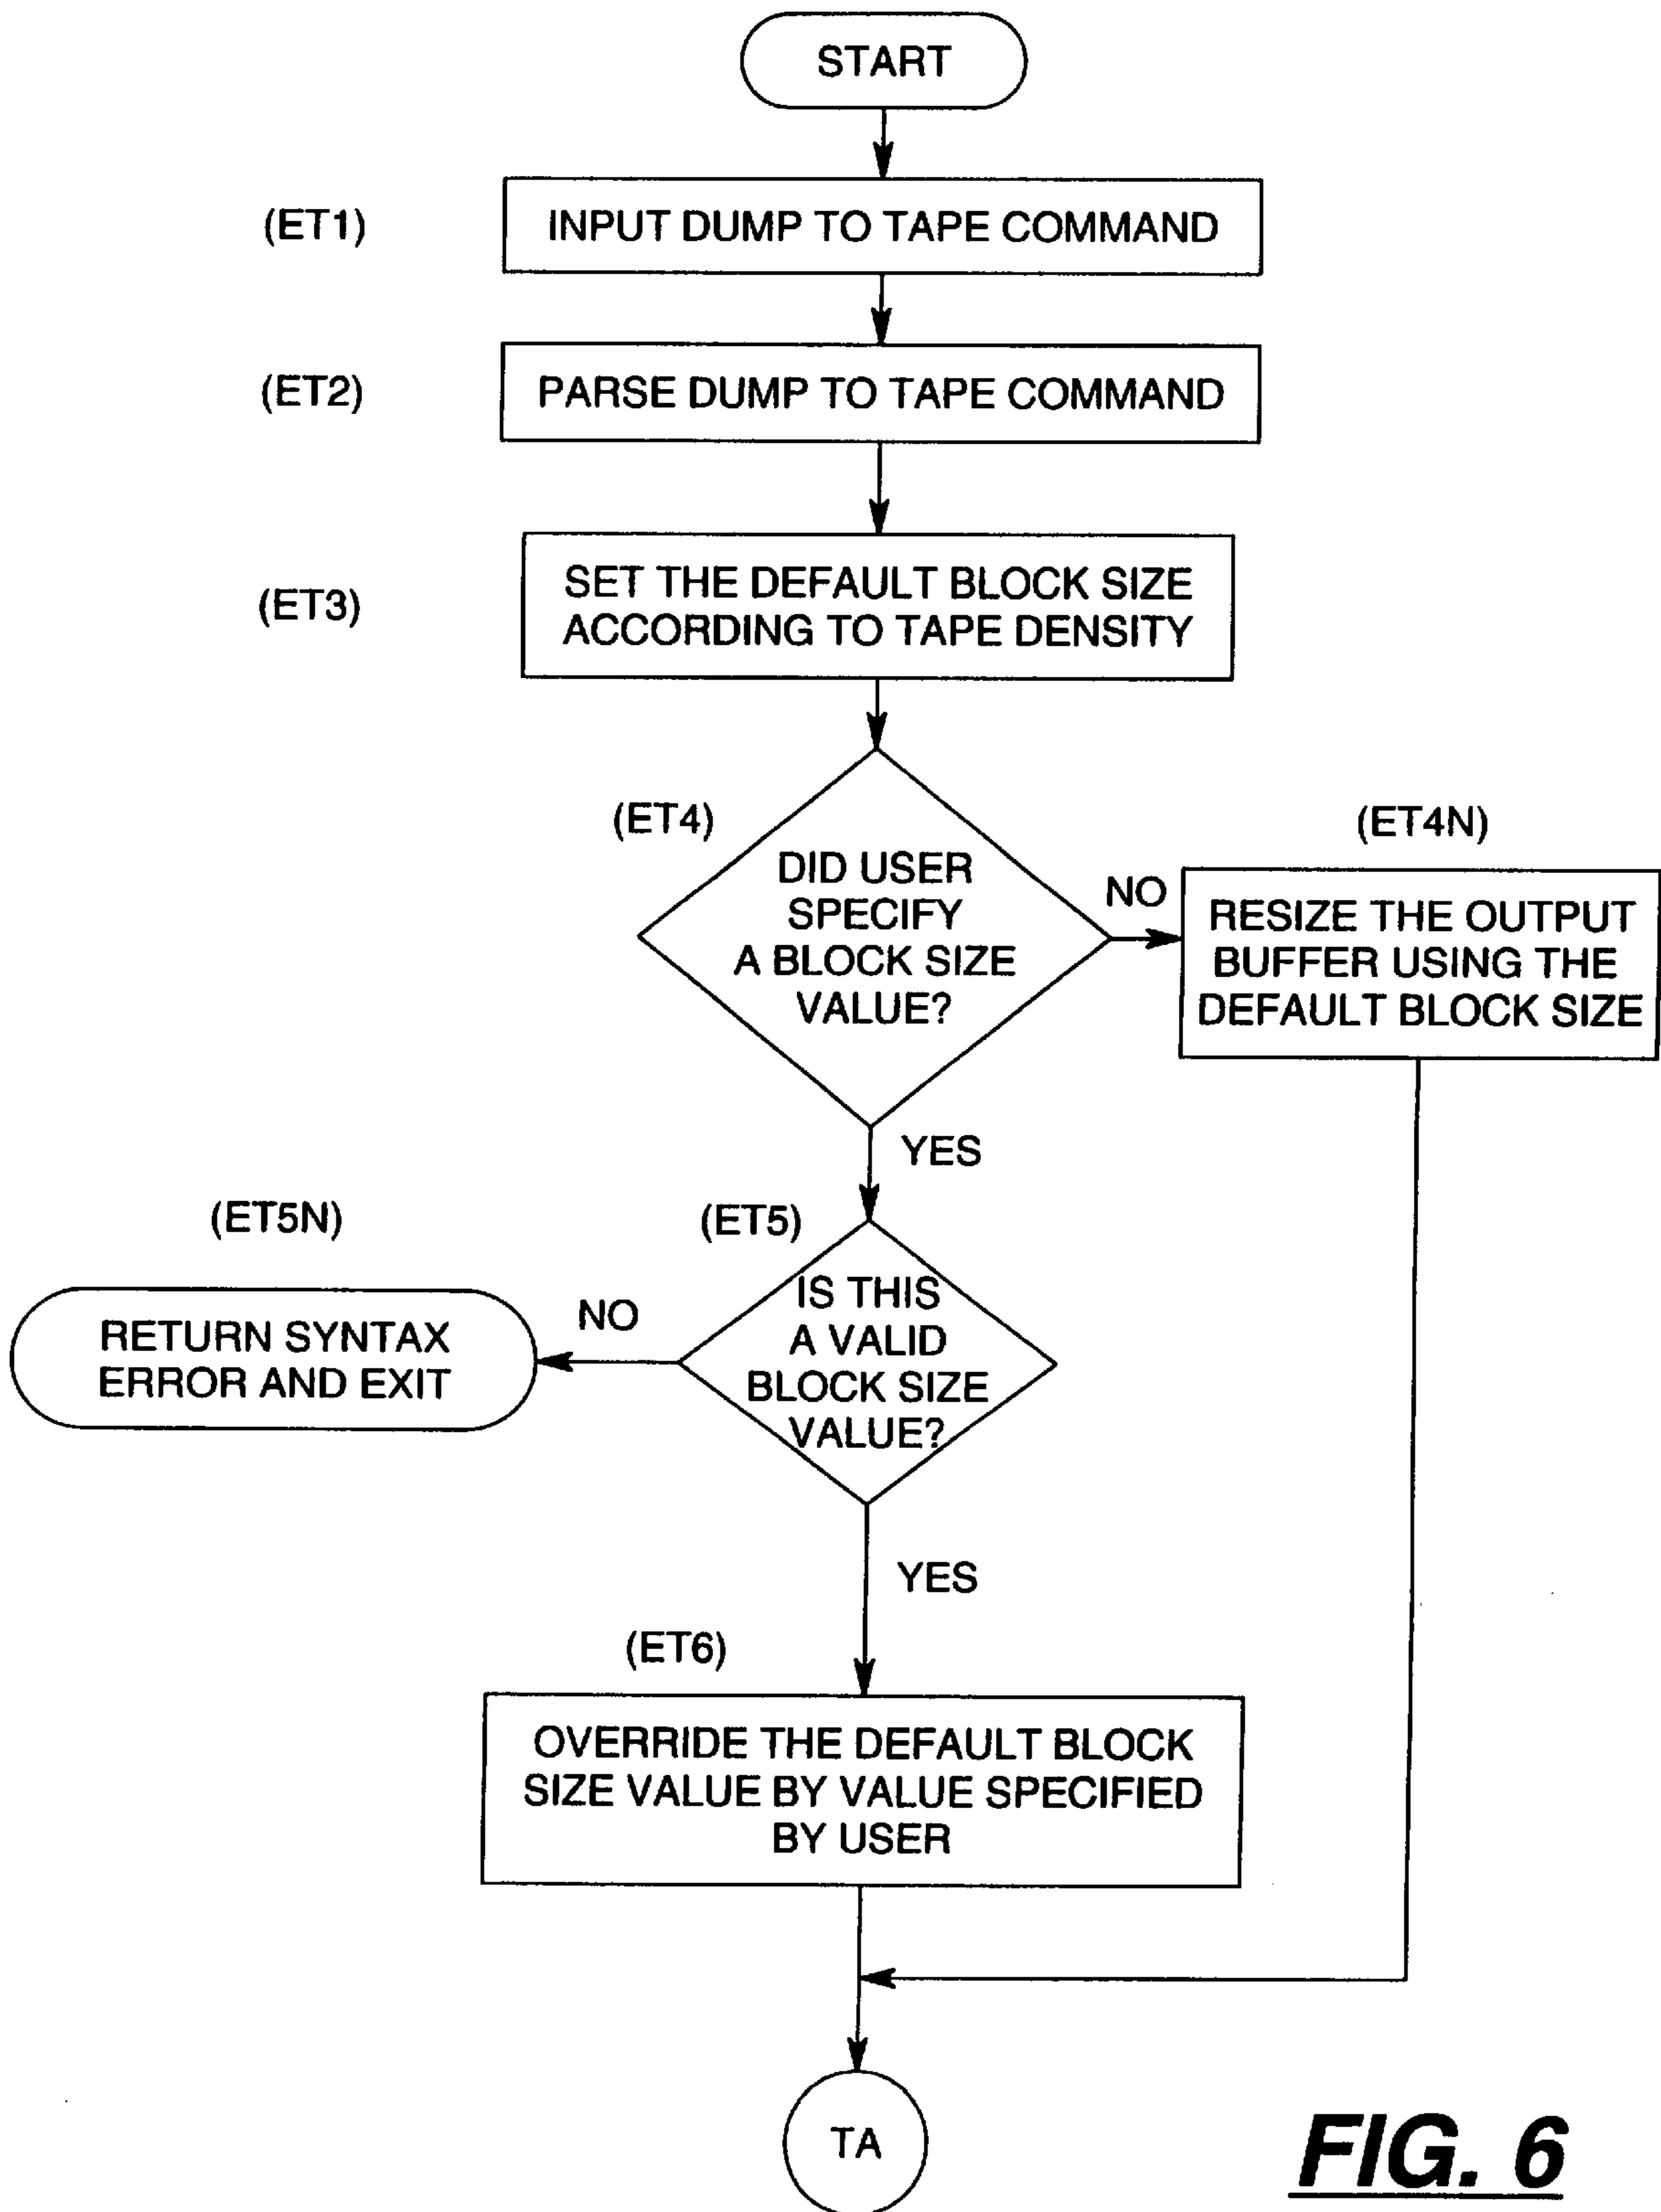 START
(ET1)
INPUT DUMP TO TAPE COMMAND
(ET2)
PARSE DUMP TO TAPE COMMAND
(ET3)
SET THE DEFAULT BLOCK SIZE
ACCORDING TO TAPE DENSITY
(ET4)
DID USER
SPECIFY
A BLOCK SIZE
VALUE?
NO
(ET4N)
RESIZE THE OUTPUT
BUFFER USING THE
DEFAULT BLOCK SIZE
YES
(ET5)
IS THIS
A VALID
BLOCK SIZE
VALUE?
NO
(ET5N)
RETURN SYNTAX
ERROR AND EXIT
YES
(ET6)
OVERRIDE THE DEFAULT BLOCK
SIZE VALUE BY VALUE SPECIFIED
BY USER
TA
FIG. 6